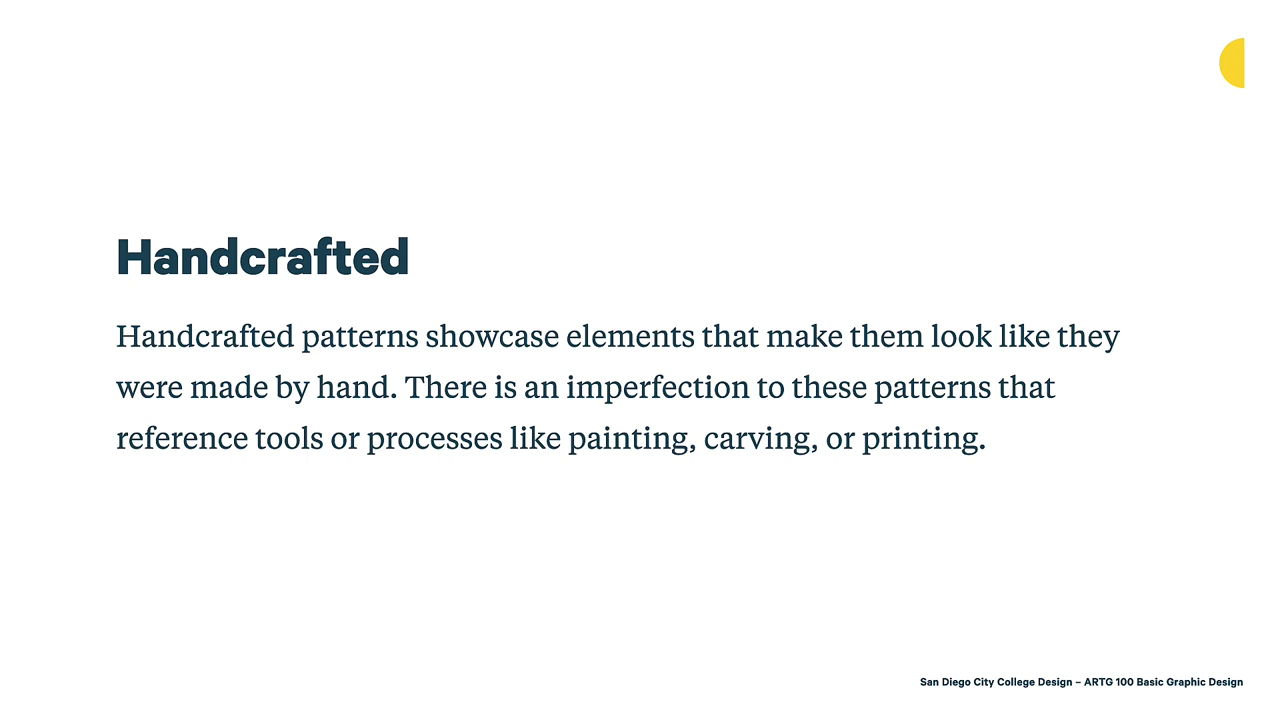 Handcrafted
Handcrafted patterns showcase elements that make them look like they
were made by hand. There is an imperfection to these patterns that
reference tools or processes like painting, carving, or printing.
San Diego City College Design – ARTG 100 Basic Graphic Design